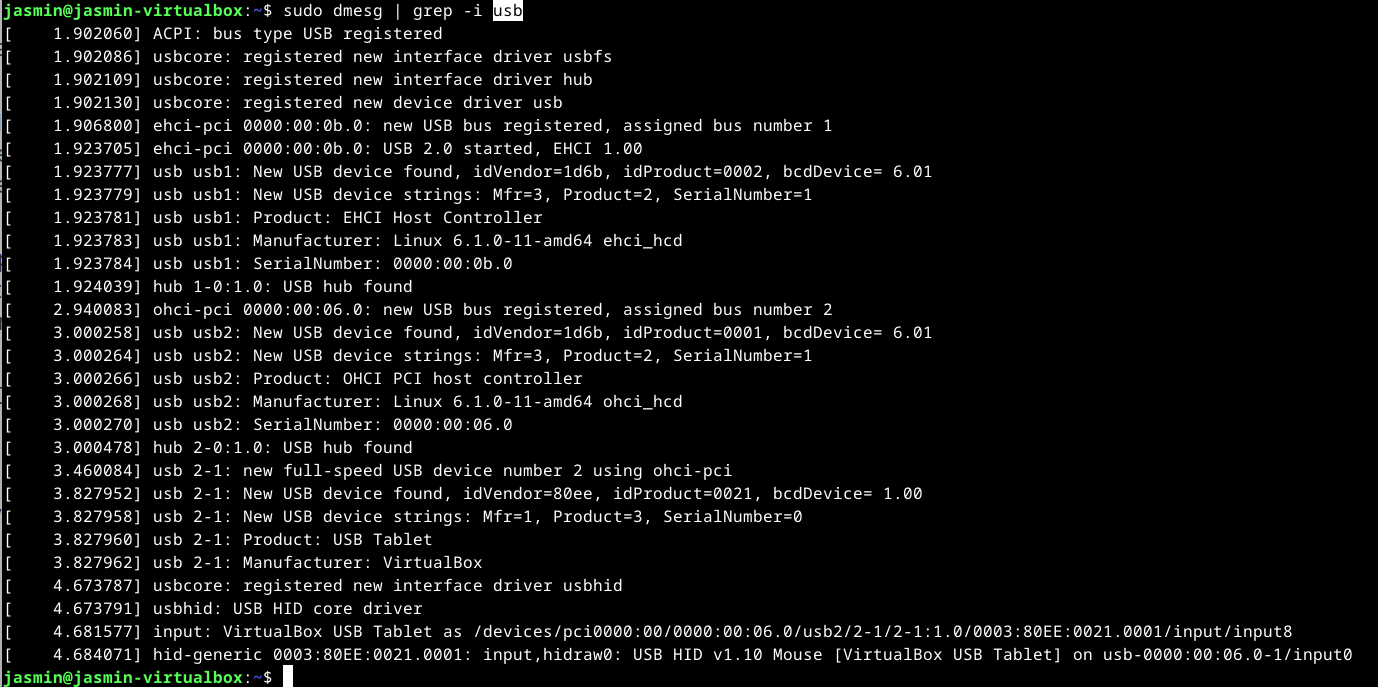 jasmin@jasmin-virtualbox:~$ sudo dmesg | grep -i usb
[    1.902060] ACPI: bus type USB registered
[    1.902086] usbcore: registered new interface driver usbfs
[    1.902109] usbcore: registered new interface driver hub
[    1.902130] usbcore: registered new device driver usb
[    1.906800] ehci-pci 0000:00:0b.0: new USB bus registered, assigned bus number 1
[    1.923705] ehci-pci 0000:00:0b.0: USB 2.0 started, EHCI 1.00
[    1.923777] usb usb1: New USB device found, idVendor=1d6b, idProduct=0002, bcdDevice= 6.01
[    1.923779] usb usb1: New USB device strings: Mfr=3, Product=2, SerialNumber=1
[    1.923781] usb usb1: Product: EHCI Host Controller
[    1.923783] usb usb1: Manufacturer: Linux 6.1.0-11-amd64 ehci_hcd
[    1.923784] usb usb1: SerialNumber: 0000:00:0b.0
[    1.924039] hub 1-0:1.0: USB hub found
[    2.940083] ohci-pci 0000:00:06.0: new USB bus registered, assigned bus number 2
[    3.000258] usb usb2: New USB device found, idVendor=1d6b, idProduct=0001, bcdDevice= 6.01
[    3.000264] usb usb2: New USB device strings: Mfr=3, Product=2, SerialNumber=1
[    3.000266] usb usb2: Product: OHCI PCI host controller
[    3.000268] usb usb2: Manufacturer: Linux 6.1.0-11-amd64 ohci_hcd
[    3.000270] usb usb2: SerialNumber: 0000:00:06.0
[    3.000478] hub 2-0:1.0: USB hub found
[    3.460084] usb 2-1: new full-speed USB device number 2 using ohci-pci
[    3.827952] usb 2-1: New USB device found, idVendor=80ee, idProduct=0021, bcdDevice= 1.00
[    3.827958] usb 2-1: New USB device strings: Mfr=1, Product=3, SerialNumber=0
[    3.827960] usb 2-1: Product: USB Tablet
[    3.827962] usb 2-1: Manufacturer: VirtualBox
[    4.673787] usbcore: registered new interface driver usbhid
[    4.673791] usbhid: USB HID core driver
[    4.681577] input: VirtualBox USB Tablet as /devices/pci0000:00/0000:00:06.0/usb2/2-1/2-1:1.0/0003:80EE:0021.0001/input/input8
[    4.684071] hid-generic 0003:80EE:0021.0001: input,hidraw0: USB HID v1.10 Mouse [VirtualBox USB Tablet] on usb-0000:00:06.0-1/input0
jasmin@jasmin-virtualbox:~$